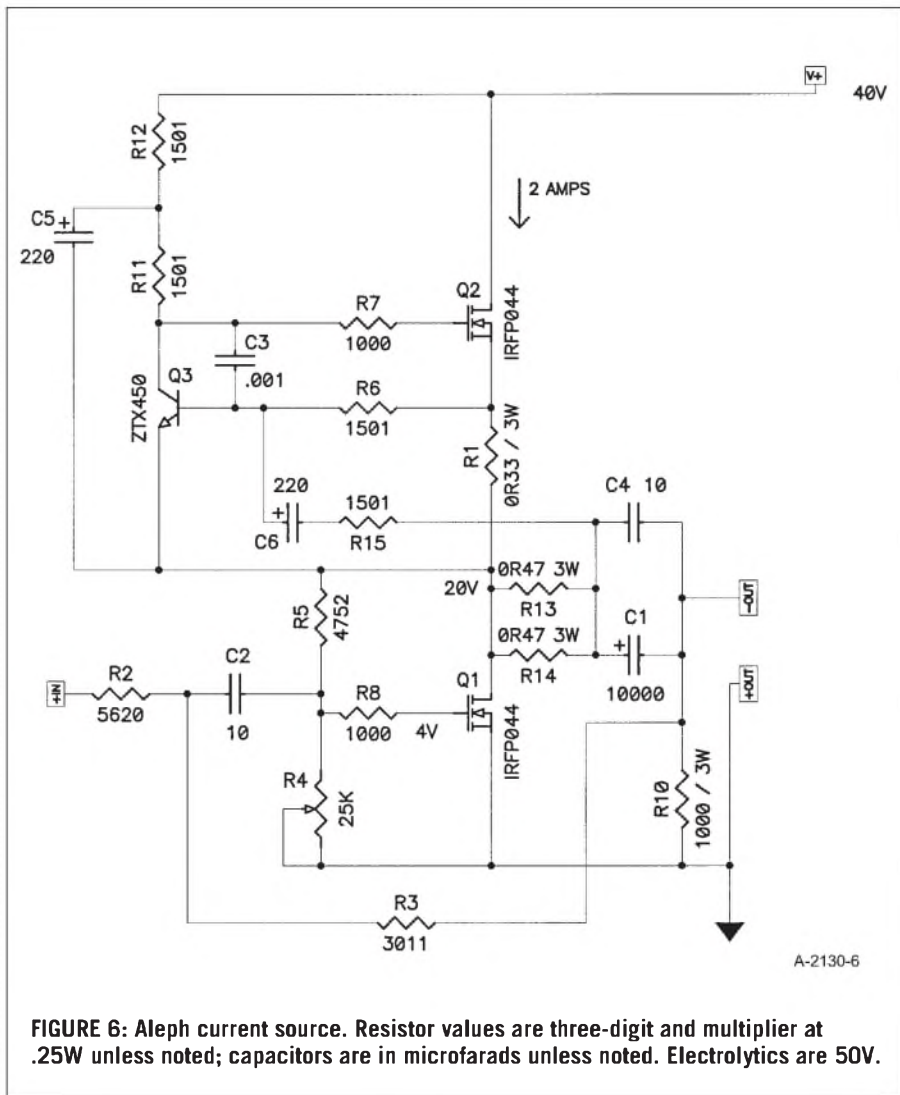 V+
40V
R12
1501
2 AMPS
C5
+
220
R11
1501
Q2
R7
1000
IRFP044
C3
.001
Q3
ZTX450
R6
1501
R1
0R33 / 3W
220
+
C6
1501
R15
C4 10
20V
0R47 3W
R13
-OUT
R5
4752
0R47 3W
R14
C1
+
10000
+OUT
+IN
R2
5620
C2
10
R8
1000
4V
Q1
IRFP044
R4
25K
R10
1000 / 3W
R3
3011
A-2130-6
FIGURE 6: Aleph current source. Resistor values are three-digit and multiplier at
.25W unless noted; capacitors are in microfarads unless noted. Electrolytics are 50V.